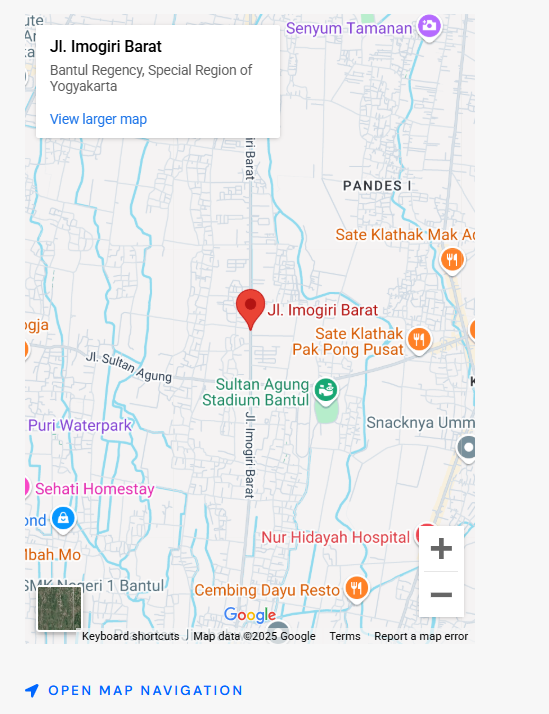 Jl. Imogiri Barat
Bantul Regency, Special Region of
Yogyakarta
View larger map
Senyum Tamanan
iri Barat
PANDES I
Sate Klathak Mak Ad
Jl. Imogiri Barat
ogja
Sate Klathak
Pak Pong Pusat
Jl. Sultan Agung
Sultan Agung
Stadium Bantul
Puri Waterpark
Jl. Imogiri Barat
Snacknya Umm
Sehati Homestay
ond
Nur Hidayah Hospital
Mbah Mo
SMK Negeri 1 Bantul
Cembing Dayu Resto
Google
Keyboard shortcuts
Map data ©2025 Google
Terms
Report a map error
OPEN MAP NAVIGATION